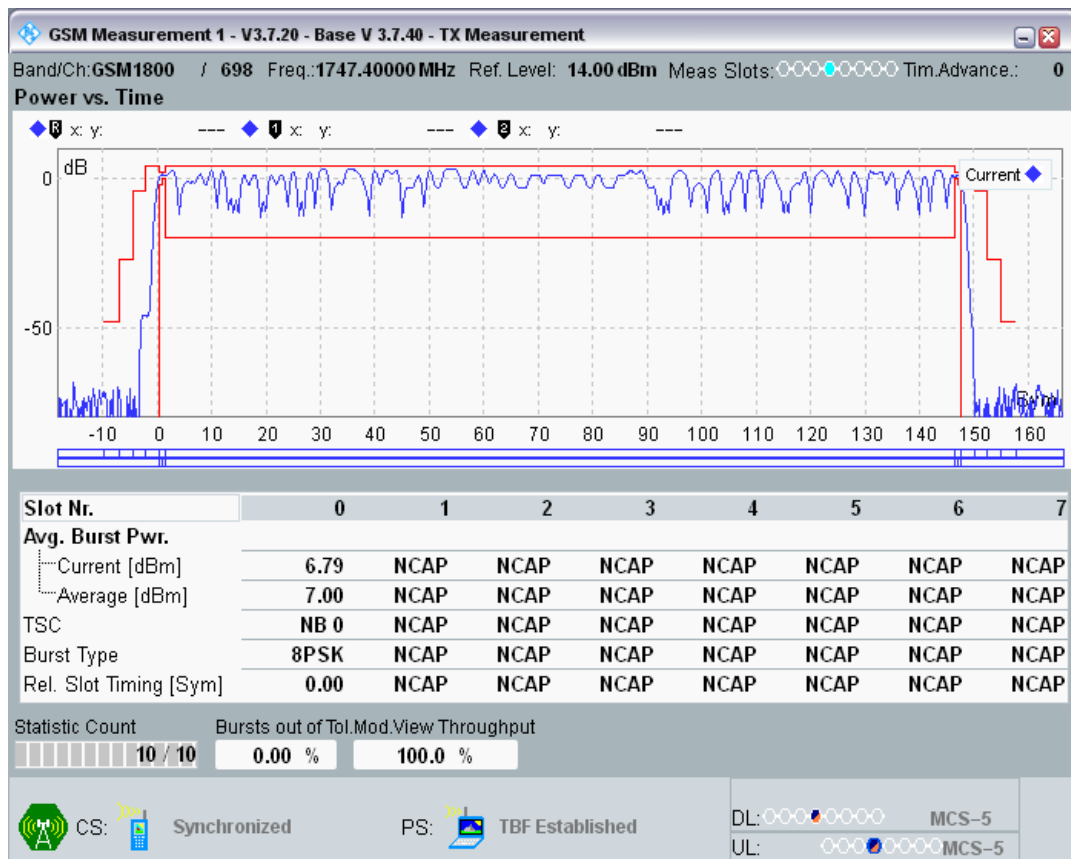 GSM Measurement 1 - V3.7.20 - Base V 3.7.40 - TX Measurement
Band/Ch:GSM1800 / 698 Freq.:1747.40000 MHz Ref. Level: 14.00 dBm Meas Slots: Tim.Advance.: 0
Power vs. Time
R x: y: --- 1 x: y: --- 2 x: y: ---
dB
0
Current
-50
Sym
-10 0 10 20 30 40 50 60 70 80 90 100 110 120 130 140 150 160
Slot Nr. 0 1 2 3 4 5 6 7
Avg. Burst Pwr.
Current [dBm] 6.79 NCAP NCAP NCAP NCAP NCAP NCAP NCAP
Average [dBm] 7.00 NCAP NCAP NCAP NCAP NCAP NCAP NCAP
TSC NB 0 NCAP NCAP NCAP NCAP NCAP NCAP NCAP
Burst Type 8PSK NCAP NCAP NCAP NCAP NCAP NCAP NCAP
Rel. Slot Timing [Sym] 0.00 NCAP NCAP NCAP NCAP NCAP NCAP NCAP
Statistic Count Bursts out of Tol.Mod.View Throughput
10 / 10 0.00 % 100.0 %
CS: Synchronized PS: TBF Established DL: MCS-5
UL: MCS-5